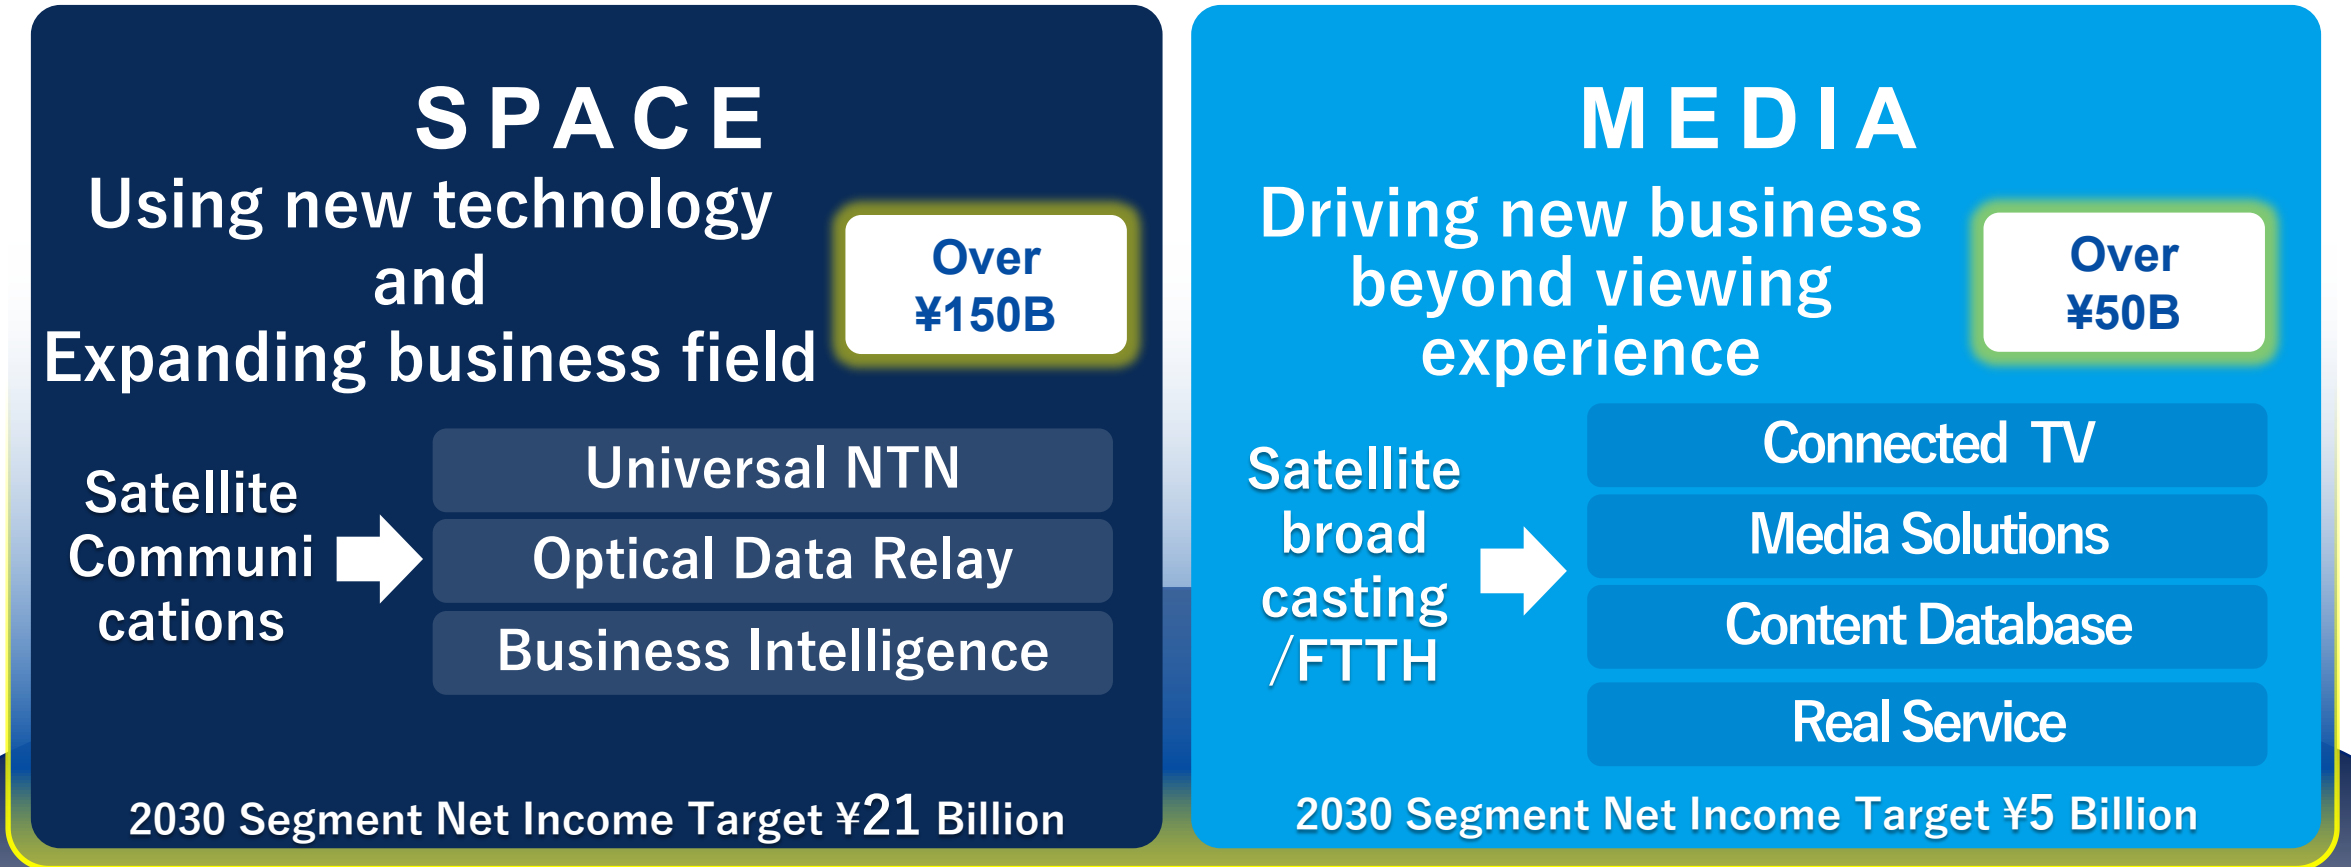 SPACE
Using new technology
and
Expanding business field
Over
¥150B
Satellite
Communi
cations
Universal NTN
Optical Data Relay
Business Intelligence
2030 Segment Net Income Target ¥21 Billion
MEDIA
Driving new business
beyond viewing
experience
Over
¥50B
Satellite
broad
casting
/FTTH
Connected TV
Media Solutions
Content Database
Real Service
2030 Segment Net Income Target ¥5 Billion